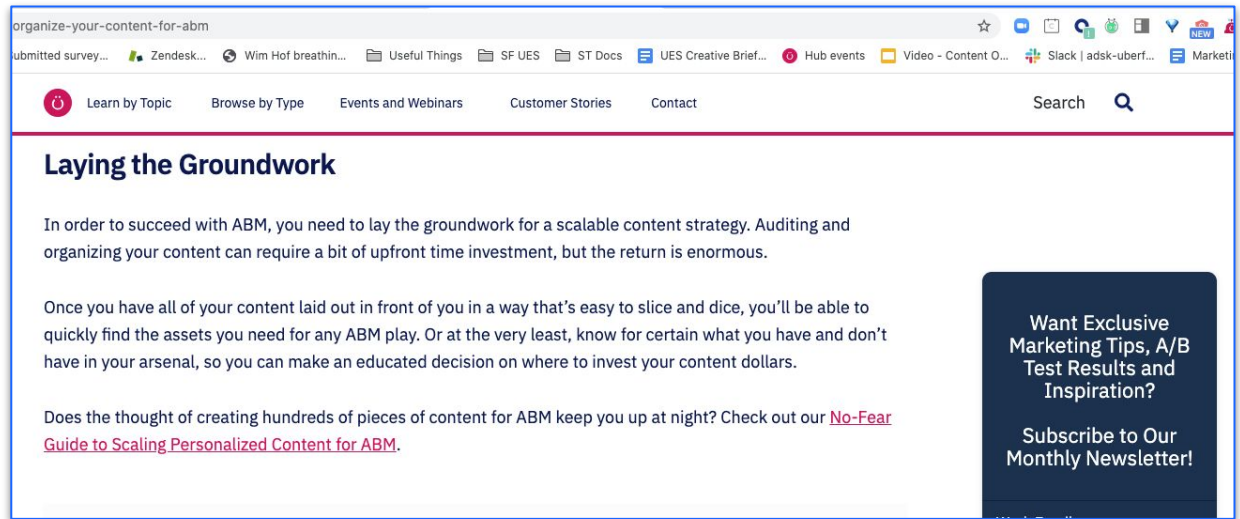 organize-your-content-for-abm
ubmitted survey... Zendesk... Wim Hof breathin... Useful Things SF UES ST Docs UES Creative Brief... Hub events Video - Content O... Slack | adsk-uberf... Marketi
NEW
ü Learn by Topic Browse by Type Events and Webinars Customer Stories Contact Search
Laying the Groundwork
In order to succeed with ABM, you need to lay the groundwork for a scalable content strategy. Auditing and
organizing your content can require a bit of upfront time investment, but the return is enormous.
Once you have all of your content laid out in front of you in a way that’s easy to slice and dice, you’ll be able to
quickly find the assets you need for any ABM play. Or at the very least, know for certain what you have and don’t
have in your arsenal, so you can make an educated decision on where to invest your content dollars.
Does the thought of creating hundreds of pieces of content for ABM keep you up at night? Check out our No-Fear
Guide to Scaling Personalized Content for ABM.
Want Exclusive
Marketing Tips, A/B
Test Results and
Inspiration?
Subscribe to Our
Monthly Newsletter!